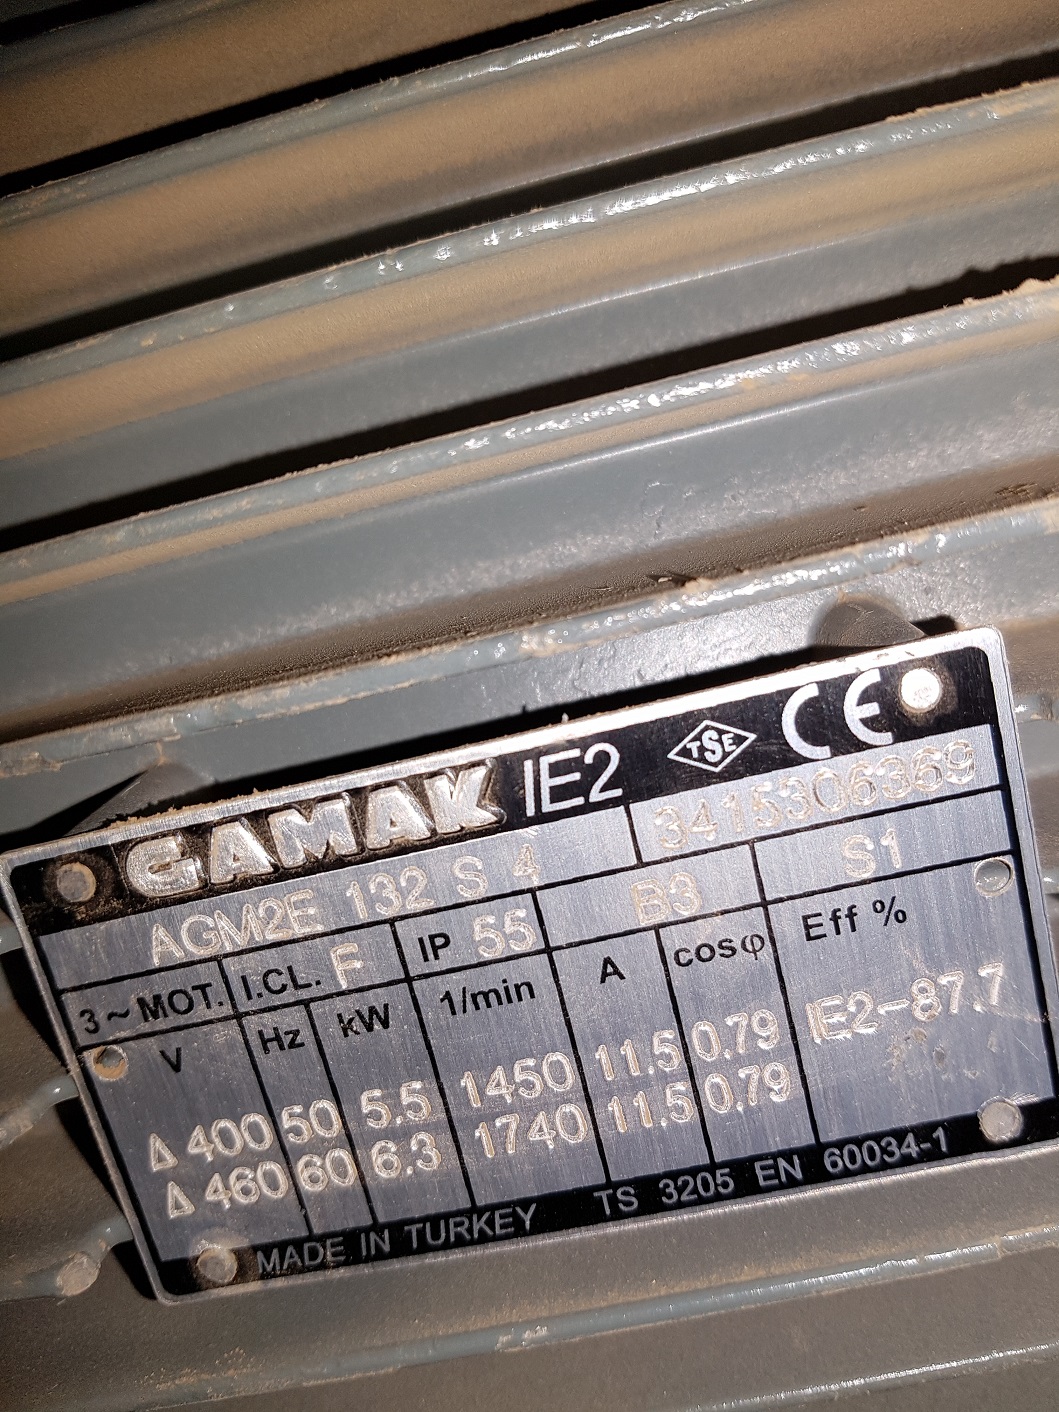 GAMAK IE2 TSE CE
AGM2E 132 S 4 3415306369
3~MOT. I.CL. F IP 55 B3 S1
V Hz kW 1/min A cosφ Eff %
Δ 400 50 5.5 1450 11.5 0.79 IE2-87.7
Δ 460 60 6.3 1740 11.5 0.79
MADE IN TURKEY TS 3205 EN 60034-1